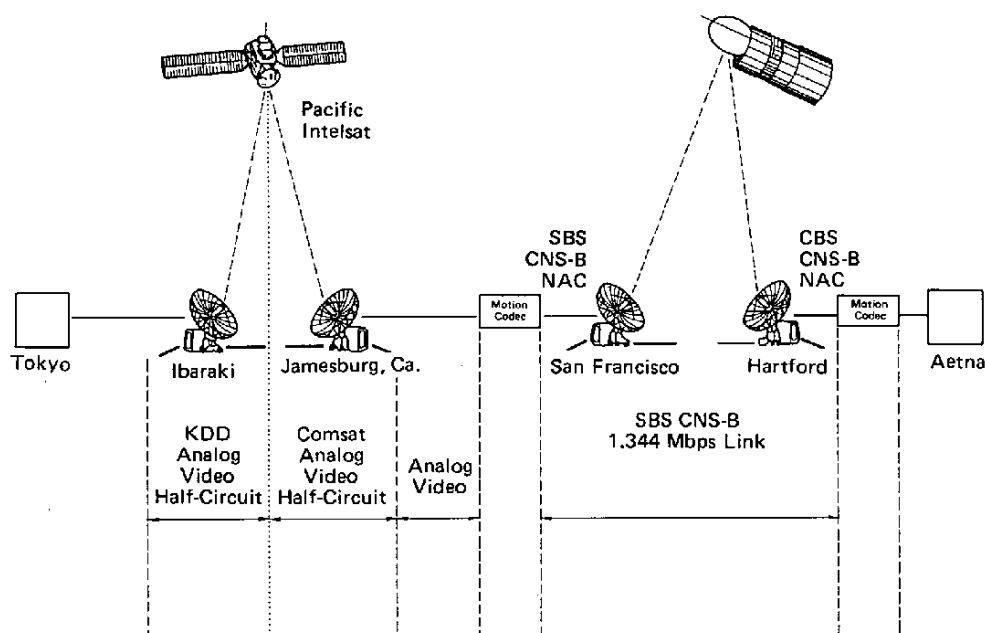 Pacific
Intelsat
SBS
CNS-B
NAC
CBS
CNS-B
NAC
Motion
Codec
Motion
Codec
Tokyo
Ibaraki
Jamesburg, Ca.
San Francisco
Hartford
Aetna
KDD
Analog
Video
Half-Circuit
Comsat
Analog
Video
Half-Circuit
Analog
Video
SBS CNS-B
1.344 Mbps Link